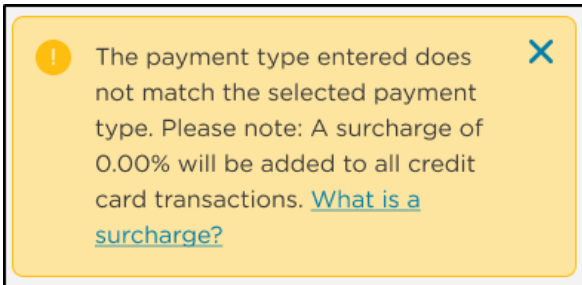 The payment type entered does
not match the selected payment
type. Please note: A surcharge of
0.00% will be added to all credit
card transactions. What is a
surcharge?